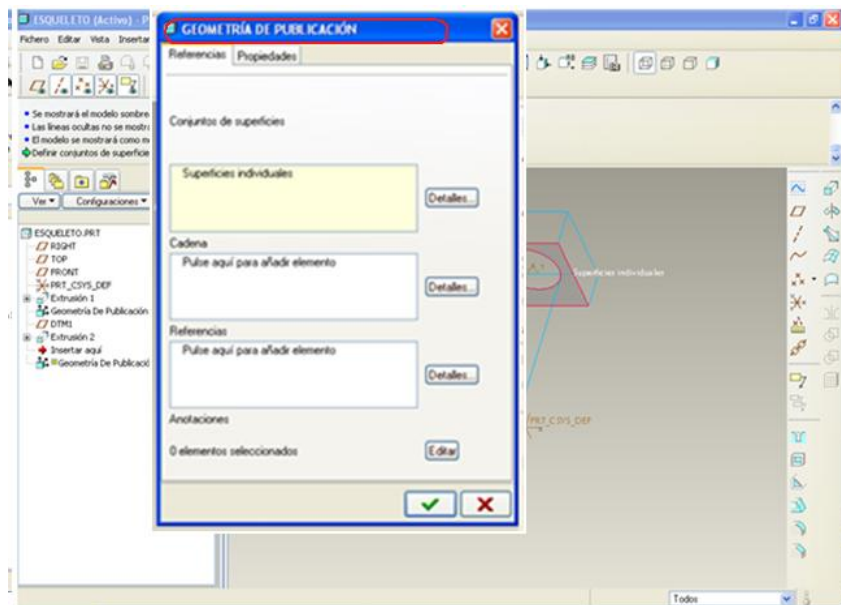 ESQUELETO (Activo) - P
Fichero Editar Vista Insertar
Se mostrará el modelo sombre
Las líneas ocultas no se mostr
El modelo se mostrará como m
Definir conjuntos de superficie
Ver
Configuraciones
ESQUELETO.PRT
RIGHT
TOP
FRONT
PRT_CSYS_DEF
Extrusión 1
Geometría De Publicación
DTM1
Extrusión 2
Insertar aquí
Geometría De Publicaci
GEOMETRÍA DE PUBLICACIÓN
Referencias
Propiedades
Conjuntos de superficies
Superficies individuales
Detalles...
Cadena
Pulse aquí para añadir elemento
Detalles...
Referencias
Pulse aquí para añadir elemento
Detalles...
Anotaciones
0 elementos seleccionados
Editar
A_1
Superficies individuales
PRT_CSYS_DEF
Todos